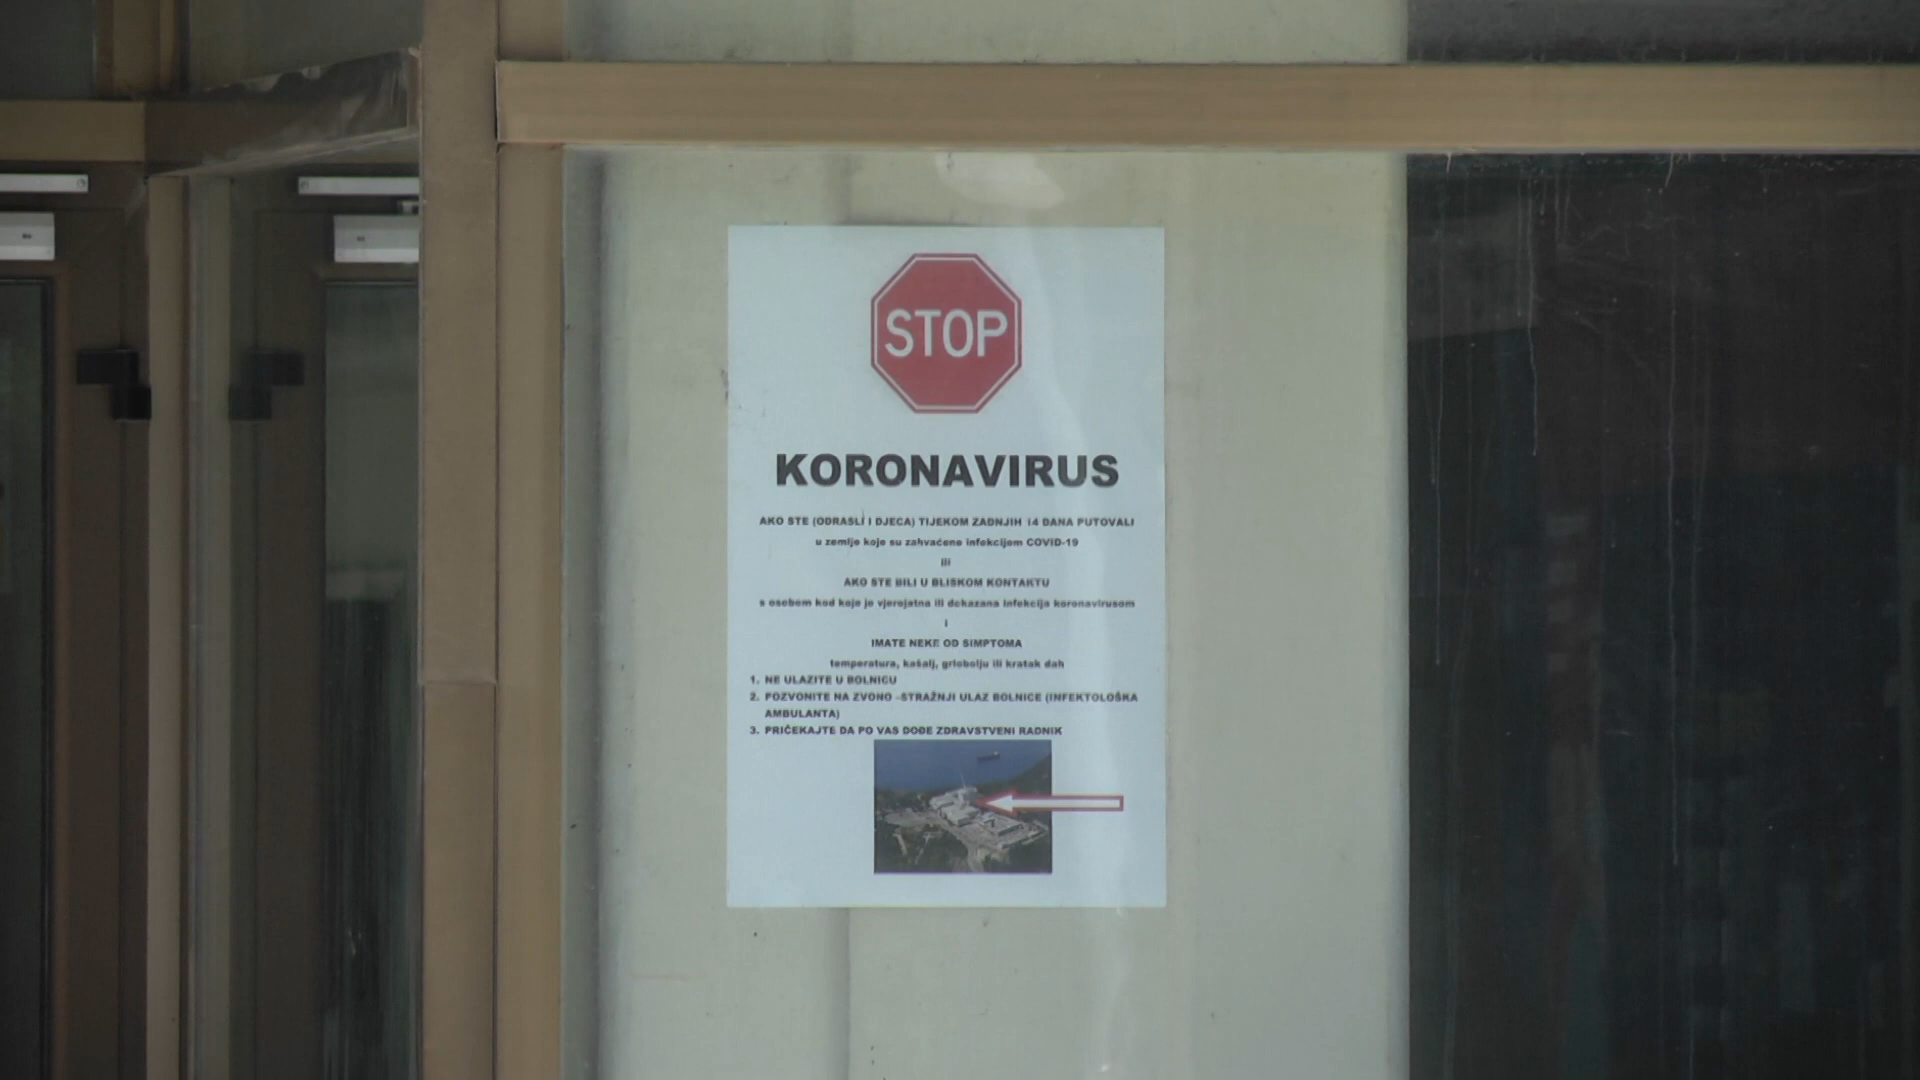 STOP
KORONAVIRUS
AKO STE (ODRASLI I DJECA) TIJEKOM ZADNJIH 14 DANA PUTOVALI
u zemlje koje su zahvaćene infekcijom COVID-19
ili
AKO STE BILI U BLISKOM KONTAKTU
s osobom kod koje je vjerojatna ili dokazana infekcija koronavirusom
i
IMATE NEKE OD SIMPTOMA
temperatura, kašalj, grlobolju ili kratak dah
1. NE ULAZITE U BOLNICU
2. POZVONITE NA ZVONO -STRAŽNJI ULAZ BOLNICE (INFEKTOLOŠKA
AMBULANTA)
3. PRIČEKAJTE DA PO VAS DOĐE ZDRAVSTVENI RADNIK